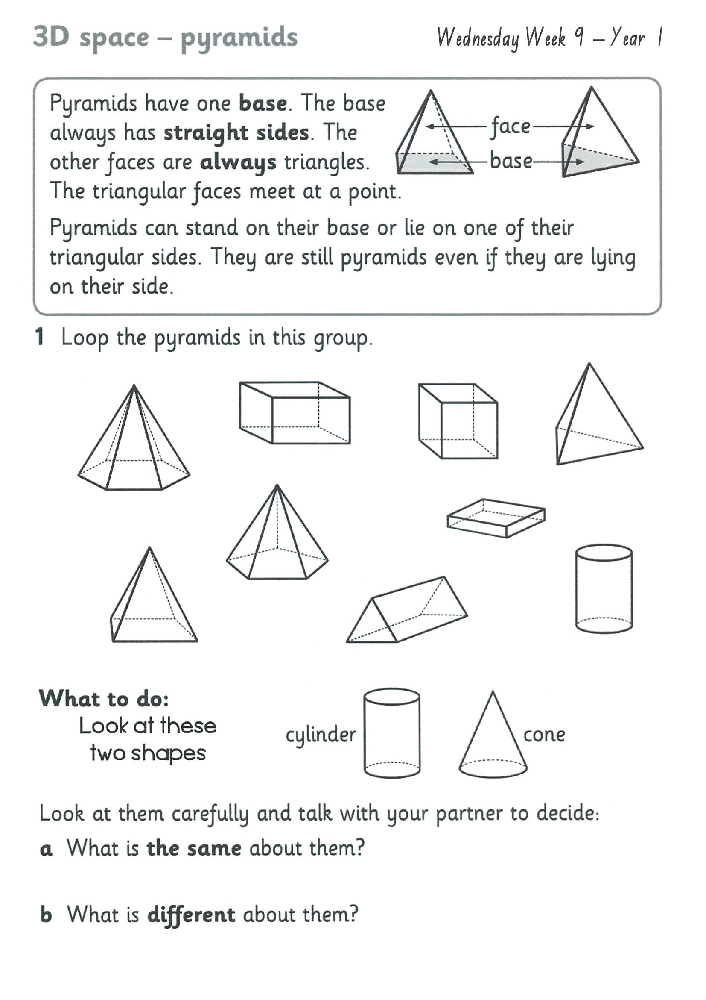 3D space – pyramids
Wednesday Week 9 – Year 1
Pyramids have one base. The base
always has straight sides. The
other faces are always triangles.
The triangular faces meet at a point.
face
base
Pyramids can stand on their base or lie on one of their
triangular sides. They are still pyramids even if they are lying
on their side.
1 Loop the pyramids in this group.
What to do:
Look at these
two shapes
cylinder
cone
Look at them carefully and talk with your partner to decide:
a What is the same about them?
b What is different about them?